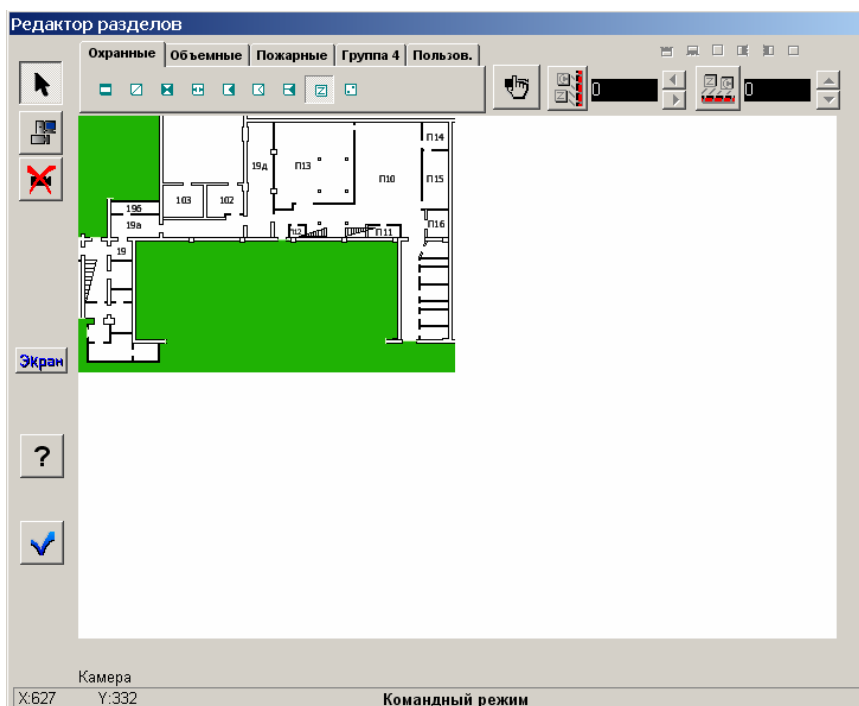 Редактор разделов
Охранные Объемные Пожарные Группа 4 Пользов.
Z
C Z 0
Z C 0
П14
19д П13 П10 П15
103 102
19б
19а П12 П11 П16
19
Экран
?
Камера
X:627 Y:332 Командный режим